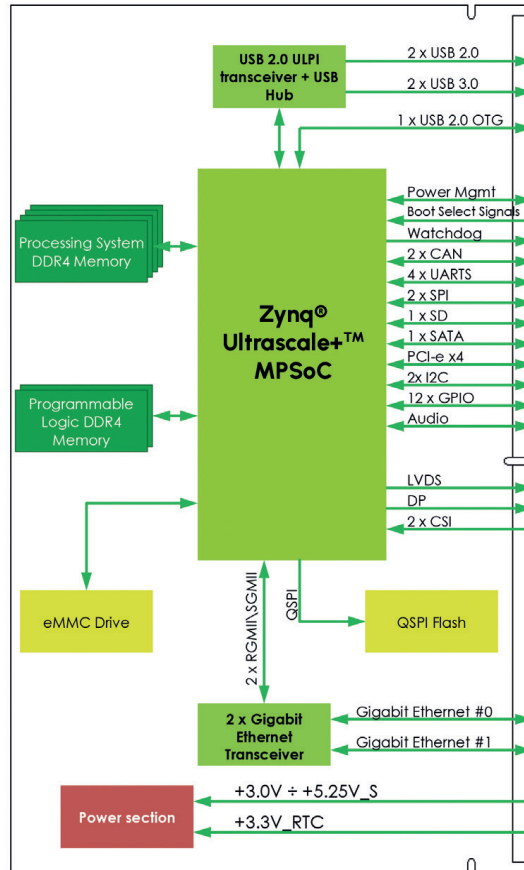 USB 2.0 ULPI
transceiver + USB
Hub
2 x USB 2.0
2 x USB 3.0
1 x USB 2.0 OTG
Processing System
DDR4 Memory
Zynq®
Ultrascale+™
MPSoC
Power Mgmt
Boot Select Signals
Watchdog
2 x CAN
4 x UARTS
2 x SPI
1 x SD
1 x SATA
PCI-e x4
2x I2C
12 x GPIO
Audio
Programmable
Logic DDR4
Memory
LVDS
DP
2 x CSI
eMMC Drive
2 x RGMII\SGMII
QSPI
QSPI Flash
2 x Gigabit
Ethernet
Transceiver
Gigabit Ethernet #0
Gigabit Ethernet #1
Power section
+3.0V ÷ +5.25V_S
+3.3V_RTC